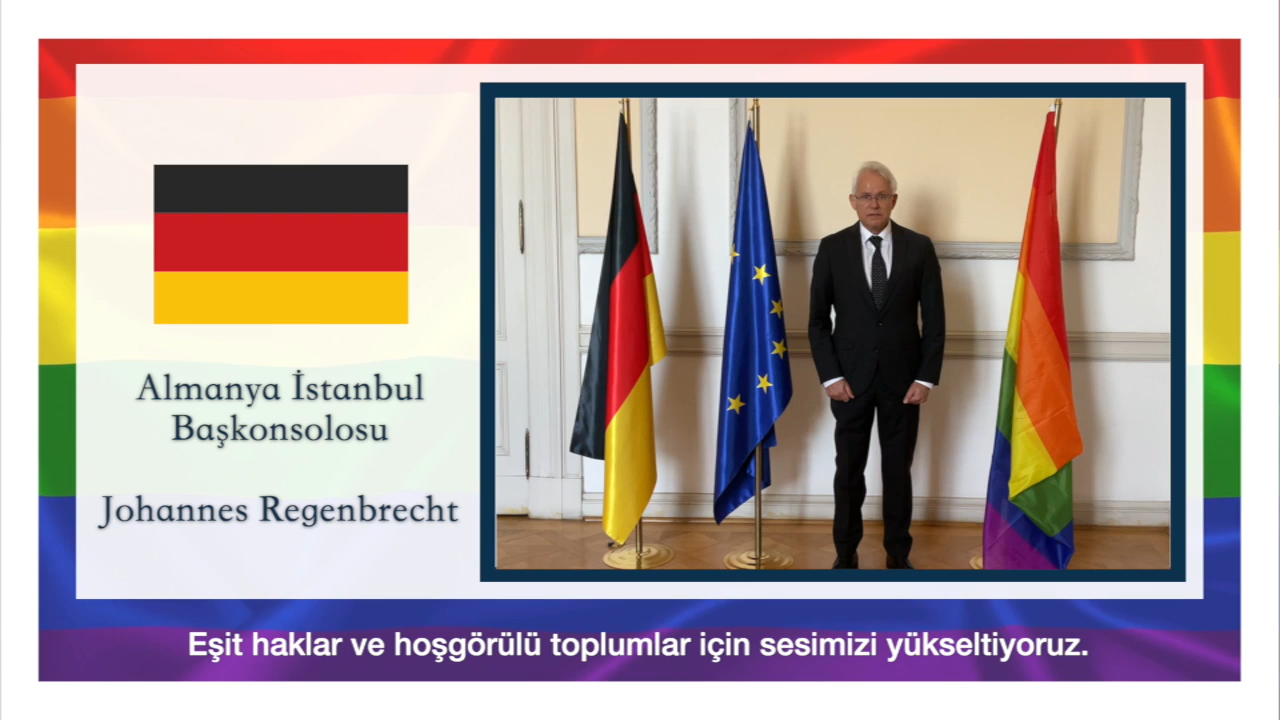 Almanya İstanbul
Başkonsolosu
Johannes Regenbrecht
Eşit haklar ve hoşgörülü toplumlar için sesimizi yükseltiyoruz.